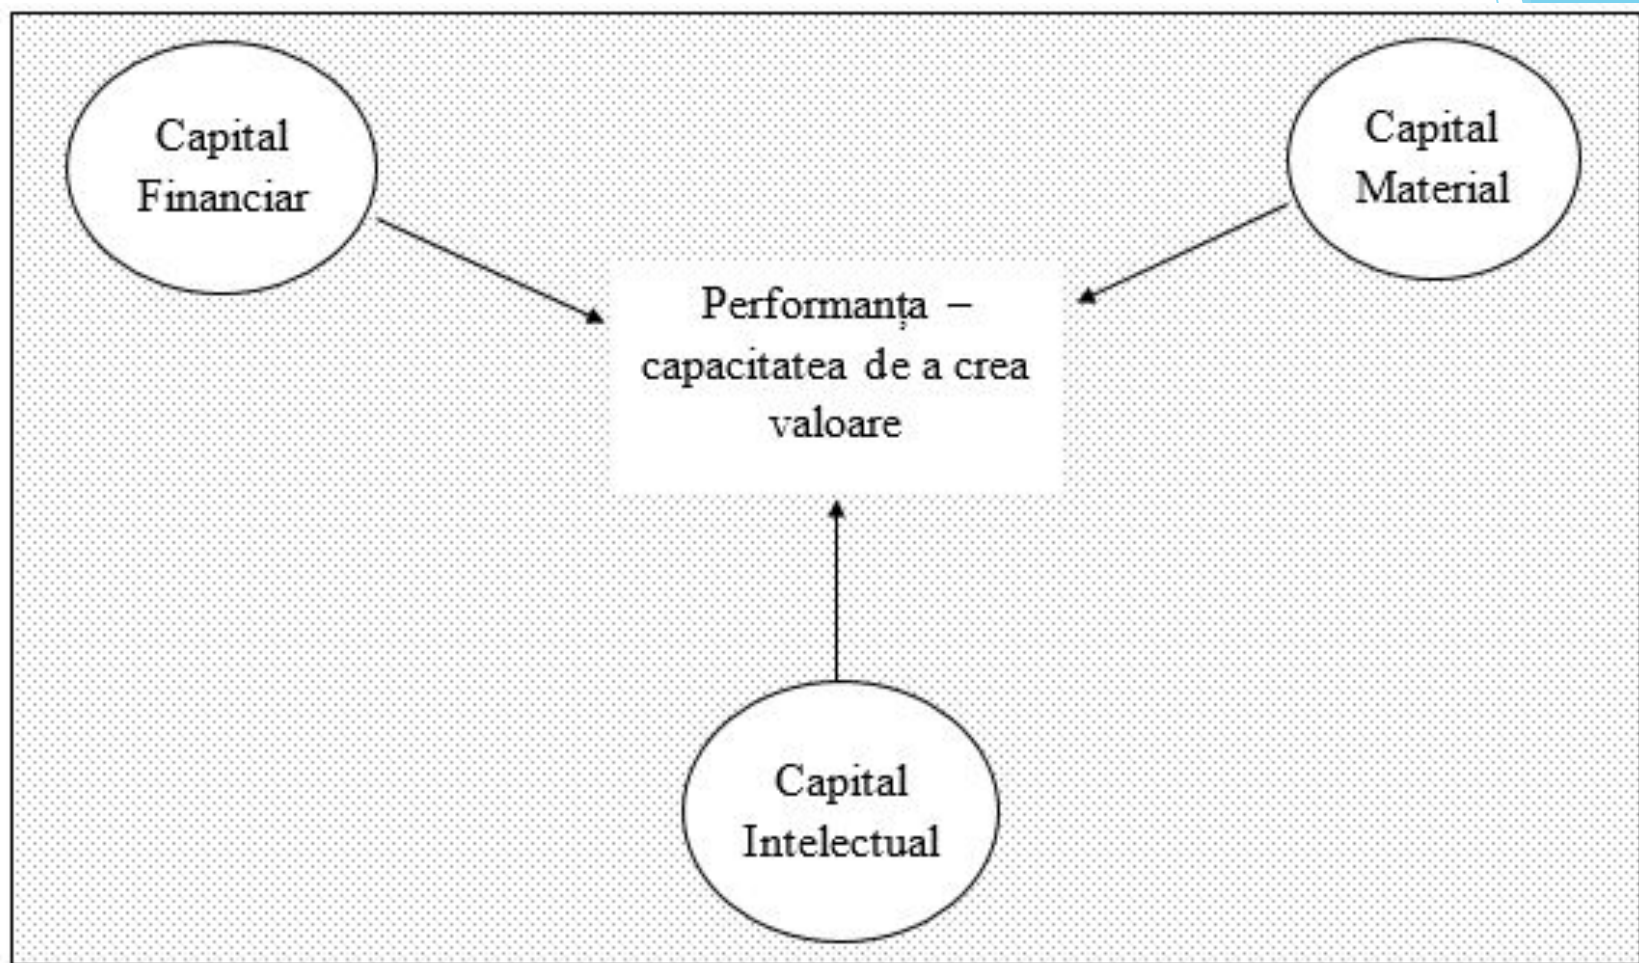 Capital
Financiar
Capital
Material
Performanța –
capacitatea de a crea
valoare
Capital
Intelectual